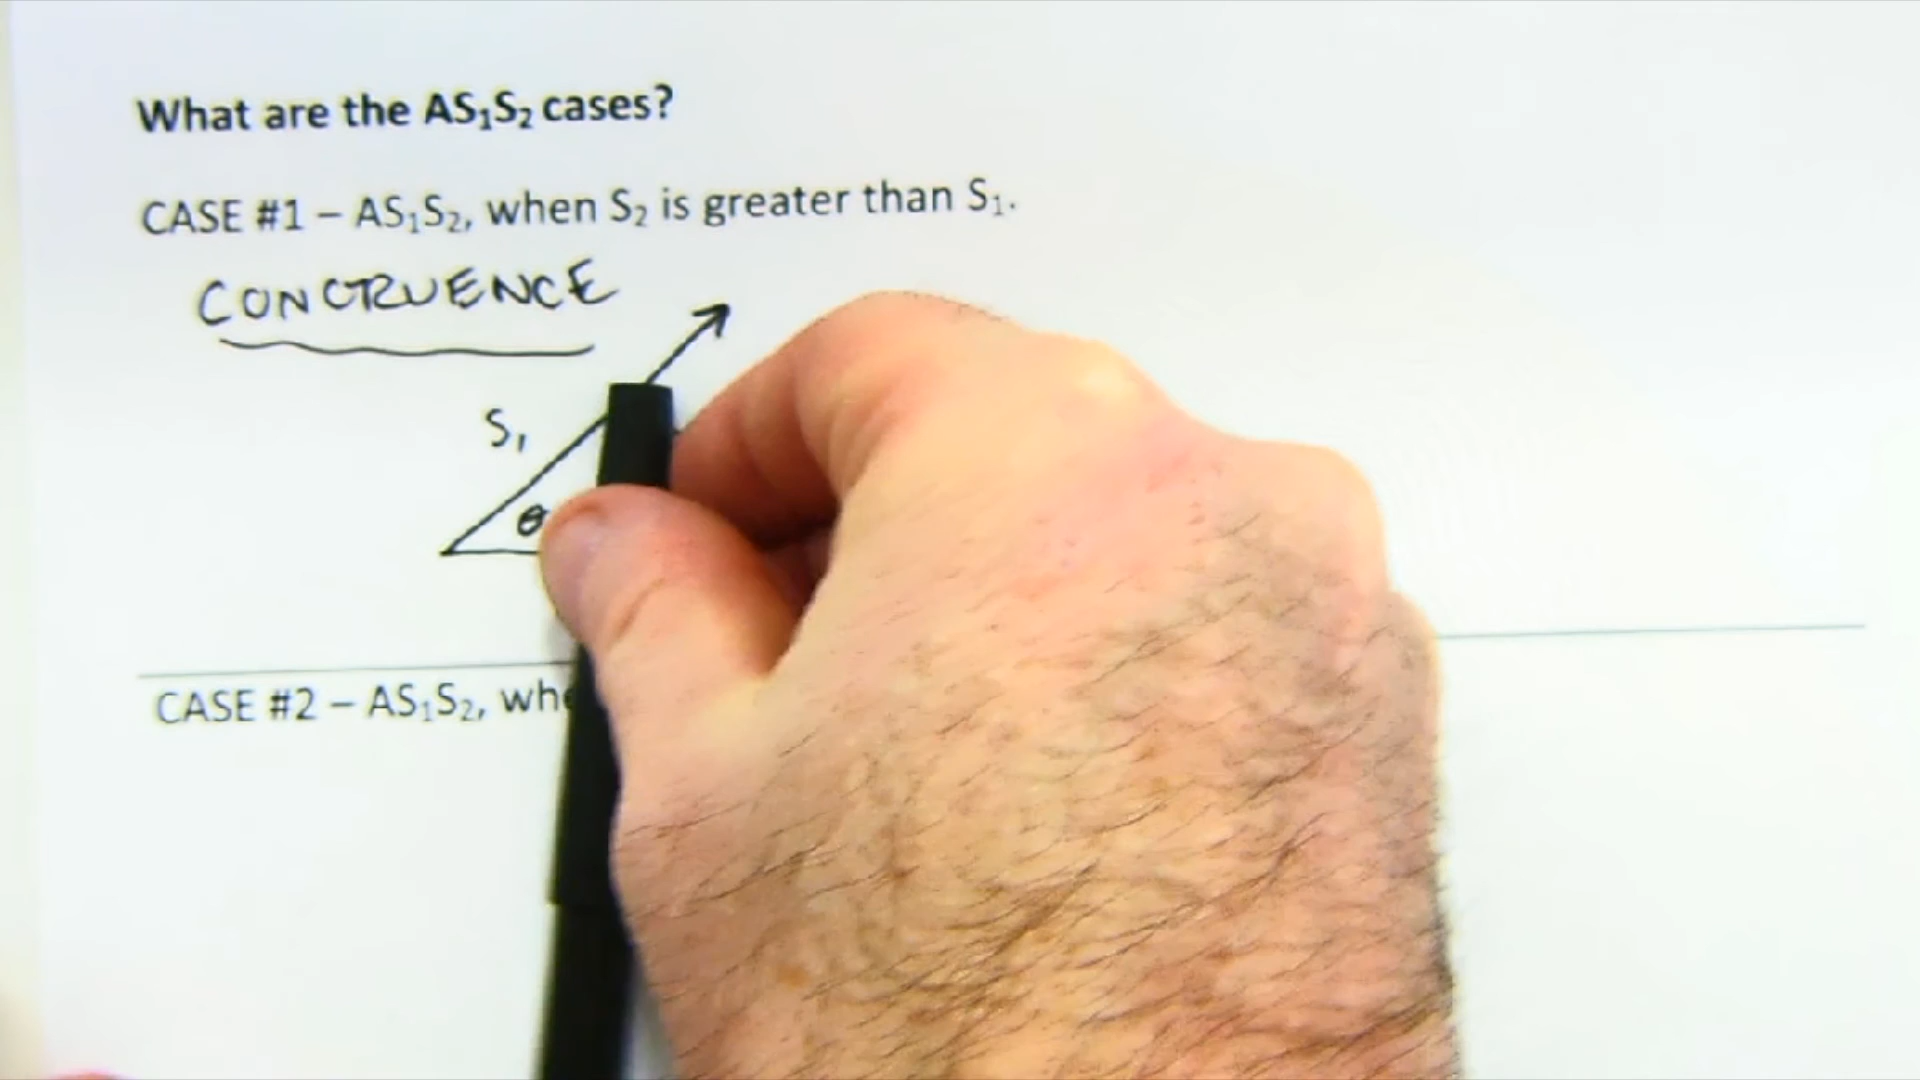 What are the AS₁S₂ cases?
CASE #1 – AS₁S₂, when S₂ is greater than S₁.
CONGRUENCE
S₁
θ
CASE #2 – AS₁S₂,